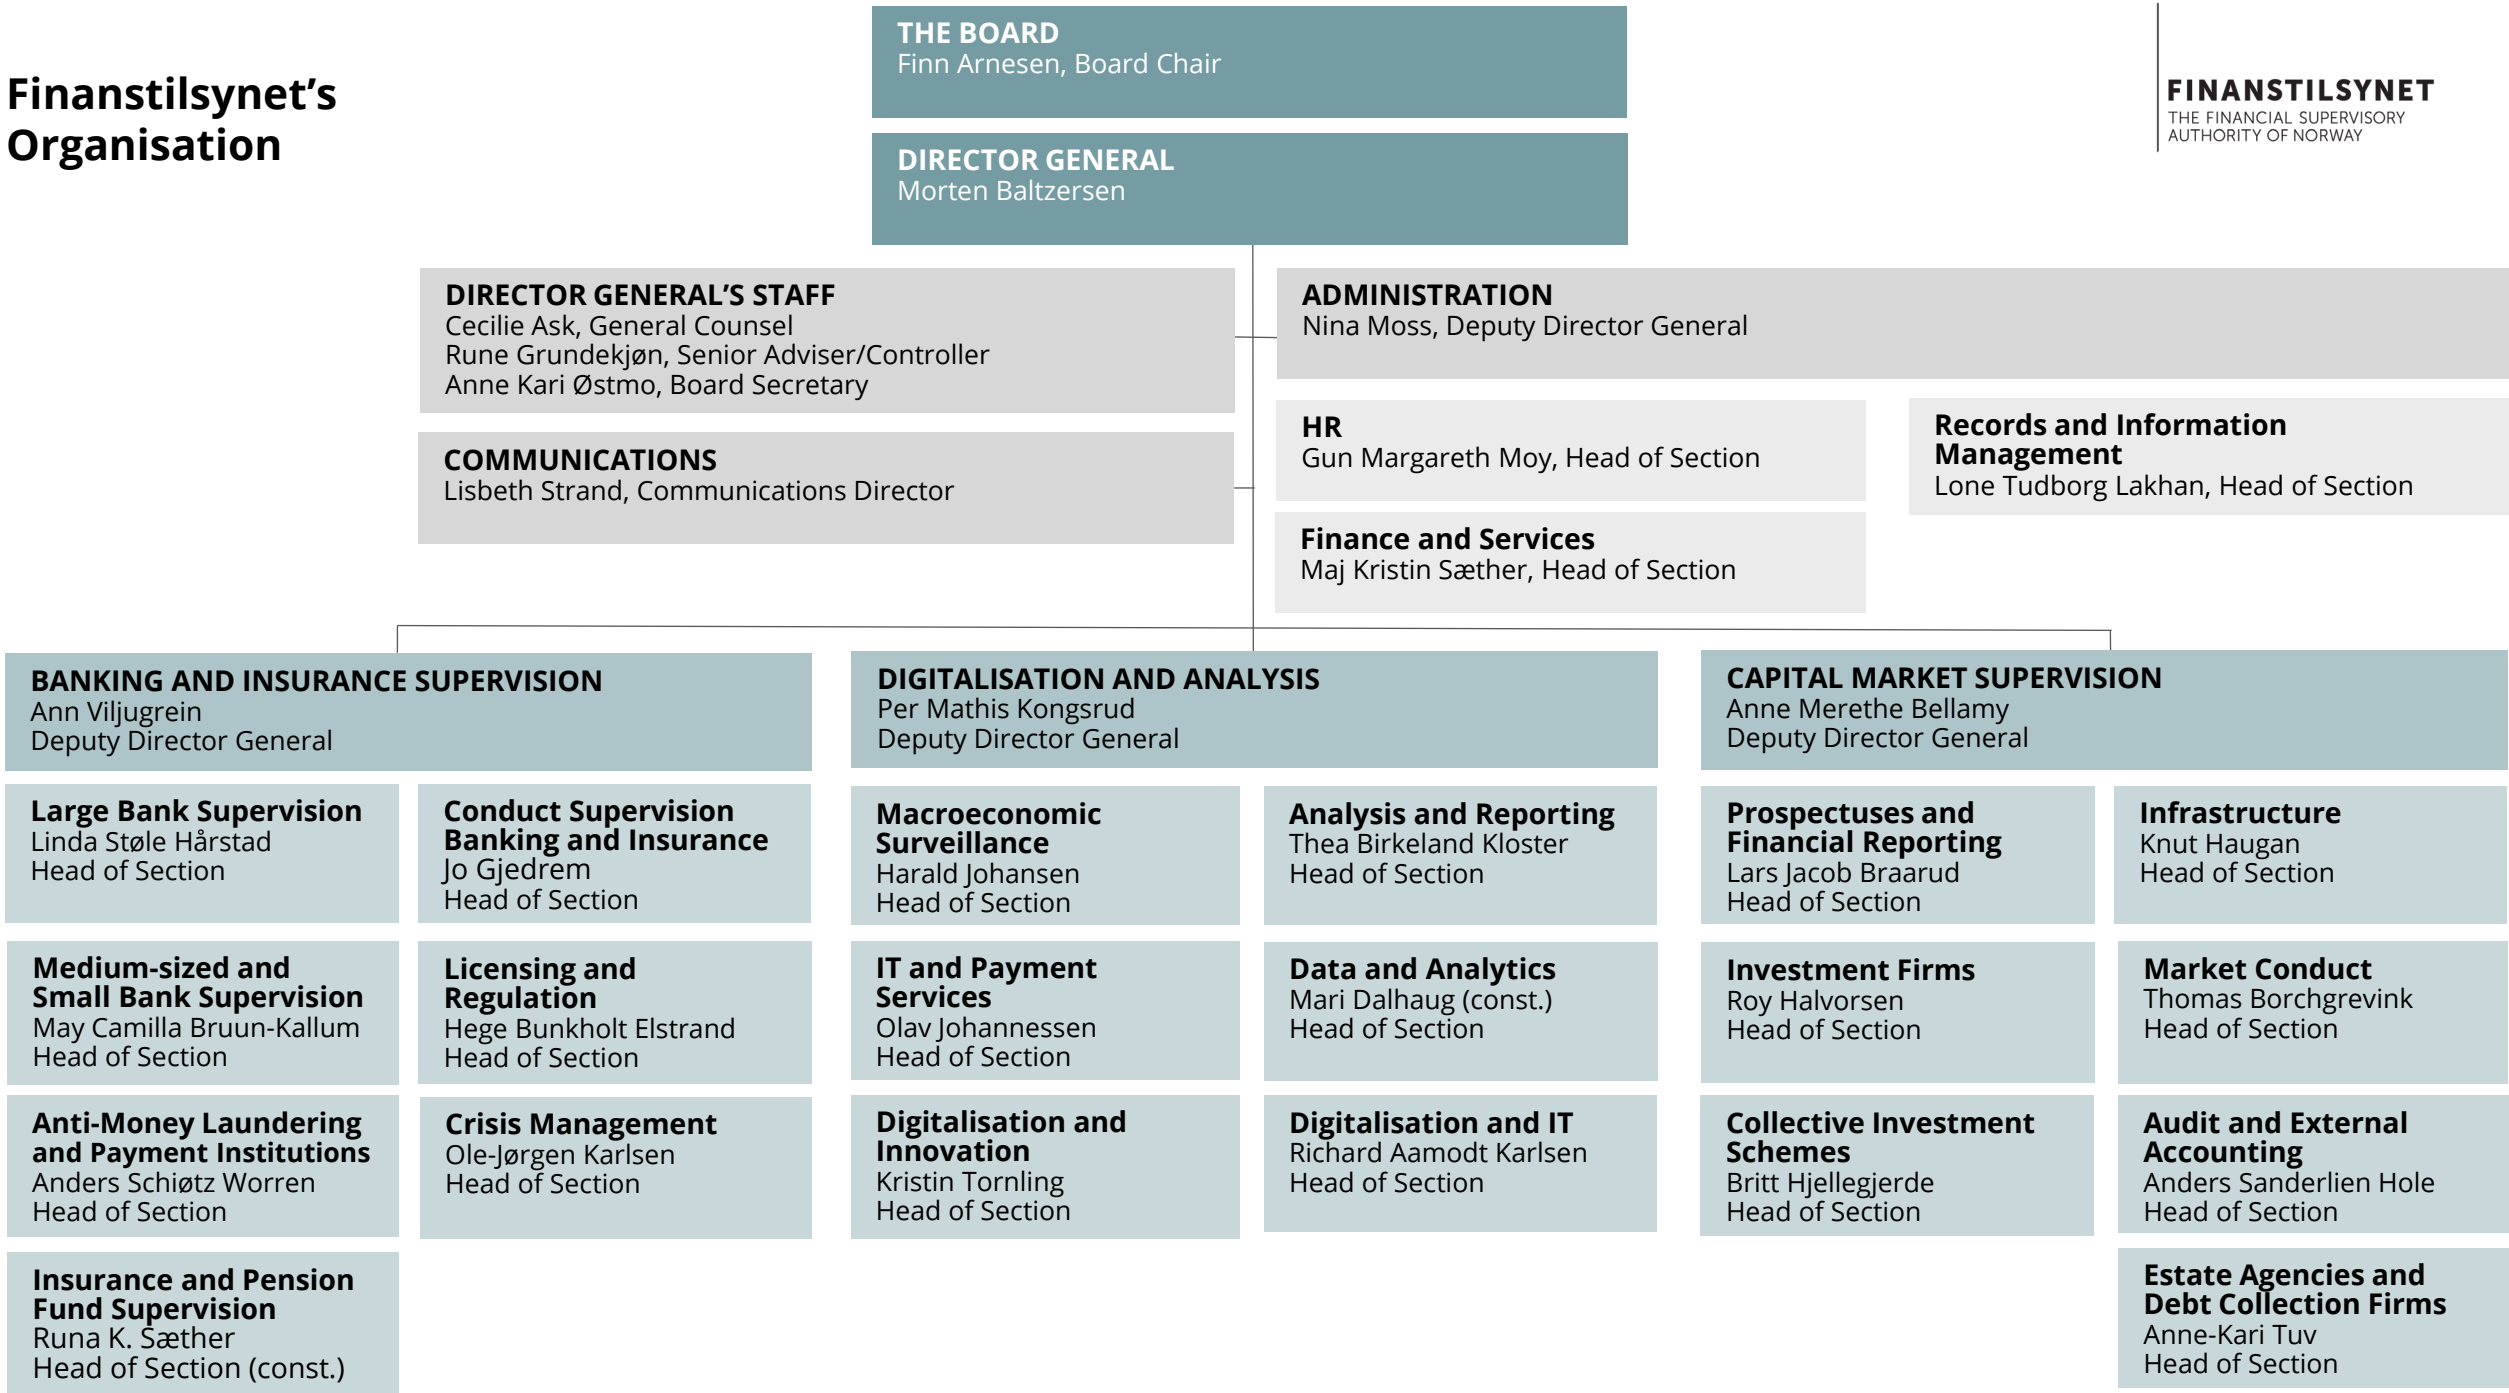 Finanstilsynet’s
Organisation
THE BOARD
Finn Arnesen, Board Chair
FINANSTILSYNET
THE FINANCIAL SUPERVISORY
AUTHORITY OF NORWAY
DIRECTOR GENERAL
Morten Baltzersen
DIRECTOR GENERAL’S STAFF
Cecilie Ask, General Counsel
Rune Grundekjøn, Senior Adviser/Controller
Anne Kari Østmo, Board Secretary
ADMINISTRATION
Nina Moss, Deputy Director General
COMMUNICATIONS
Lisbeth Strand, Communications Director
HR
Gun Margareth Moy, Head of Section
Records and Information
Management
Lone Tudborg Lakhan, Head of Section
Finance and Services
Maj Kristin Sæther, Head of Section
BANKING AND INSURANCE SUPERVISION
Ann Viljugrein
Deputy Director General
Large Bank Supervision
Linda Støle Hårstad
Head of Section
Conduct Supervision
Banking and Insurance
Jo Gjedrem
Head of Section
Medium-sized and
Small Bank Supervision
May Camilla Bruun-Kallum
Head of Section
Licensing and
Regulation
Hege Bunkholt Elstrand
Head of Section
Anti-Money Laundering
and Payment Institutions
Anders Schiøtz Worren
Head of Section
Crisis Management
Ole-Jørgen Karlsen
Head of Section
Insurance and Pension
Fund Supervision
Runa K. Sæther
Head of Section (const.)
DIGITALISATION AND ANALYSIS
Per Mathis Kongsrud
Deputy Director General
Macroeconomic
Surveillance
Harald Johansen
Head of Section
Analysis and Reporting
Thea Birkeland Kloster
Head of Section
IT and Payment
Services
Olav Johannessen
Head of Section
Data and Analytics
Mari Dalhaug (const.)
Head of Section
Digitalisation and
Innovation
Kristin Tornling
Head of Section
Digitalisation and IT
Richard Aamodt Karlsen
Head of Section
CAPITAL MARKET SUPERVISION
Anne Merethe Bellamy
Deputy Director General
Prospectuses and
Financial Reporting
Lars Jacob Braarud
Head of Section
Infrastructure
Knut Haugan
Head of Section
Investment Firms
Roy Halvorsen
Head of Section
Market Conduct
Thomas Borchgrevink
Head of Section
Collective Investment
Schemes
Britt Hjellegjerde
Head of Section
Audit and External
Accounting
Anders Sanderlien Hole
Head of Section
Estate Agencies and
Debt Collection Firms
Anne-Kari Tuv
Head of Section